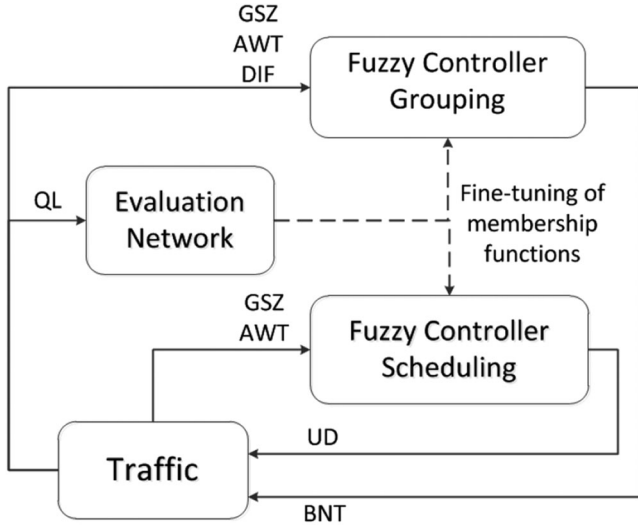 GSZ
AWT
DIF
Fuzzy Controller
Grouping
QL
Evaluation
Network
Fine-tuning of
membership
functions
GSZ
AWT
Fuzzy Controller
Scheduling
UD
Traffic
BNT